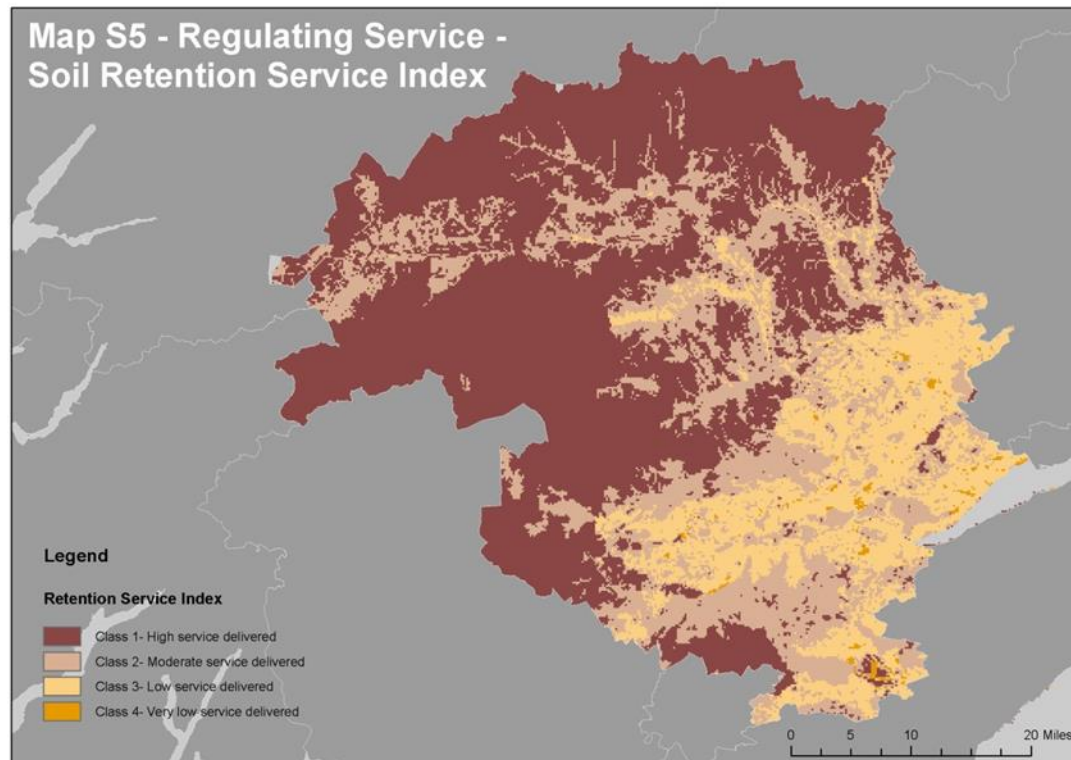 Map S5 - Regulating Service -
Soil Retention Service Index
Legend
Retention Service Index
Class 1- High service delivered
Class 2- Moderate service delivered
Class 3- Low service delivered
Class 4- Very low service delivered
0 5 10 20 Miles